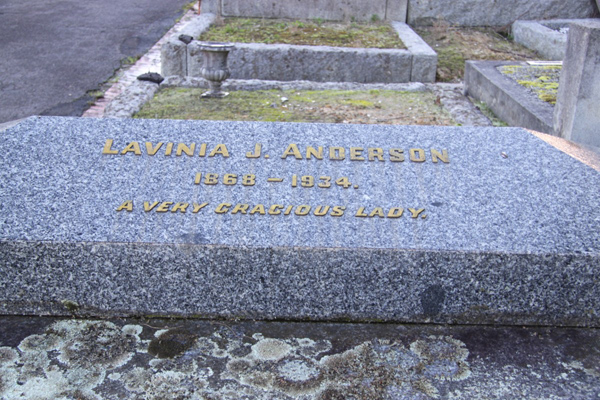 LAVINIA J. ANDERSON
1868 – 1934.
A VERY GRACIOUS LADY.